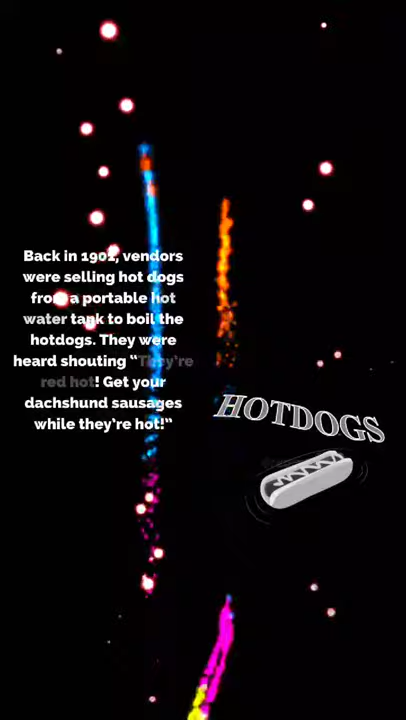 Back in 1902, vendors
were selling hot dogs
from a portable hot
water tank to boil the
hotdogs. They were
heard shouting “They’re
red hot! Get your
dachshund sausages
while they’re hot!”
HOTDOGS